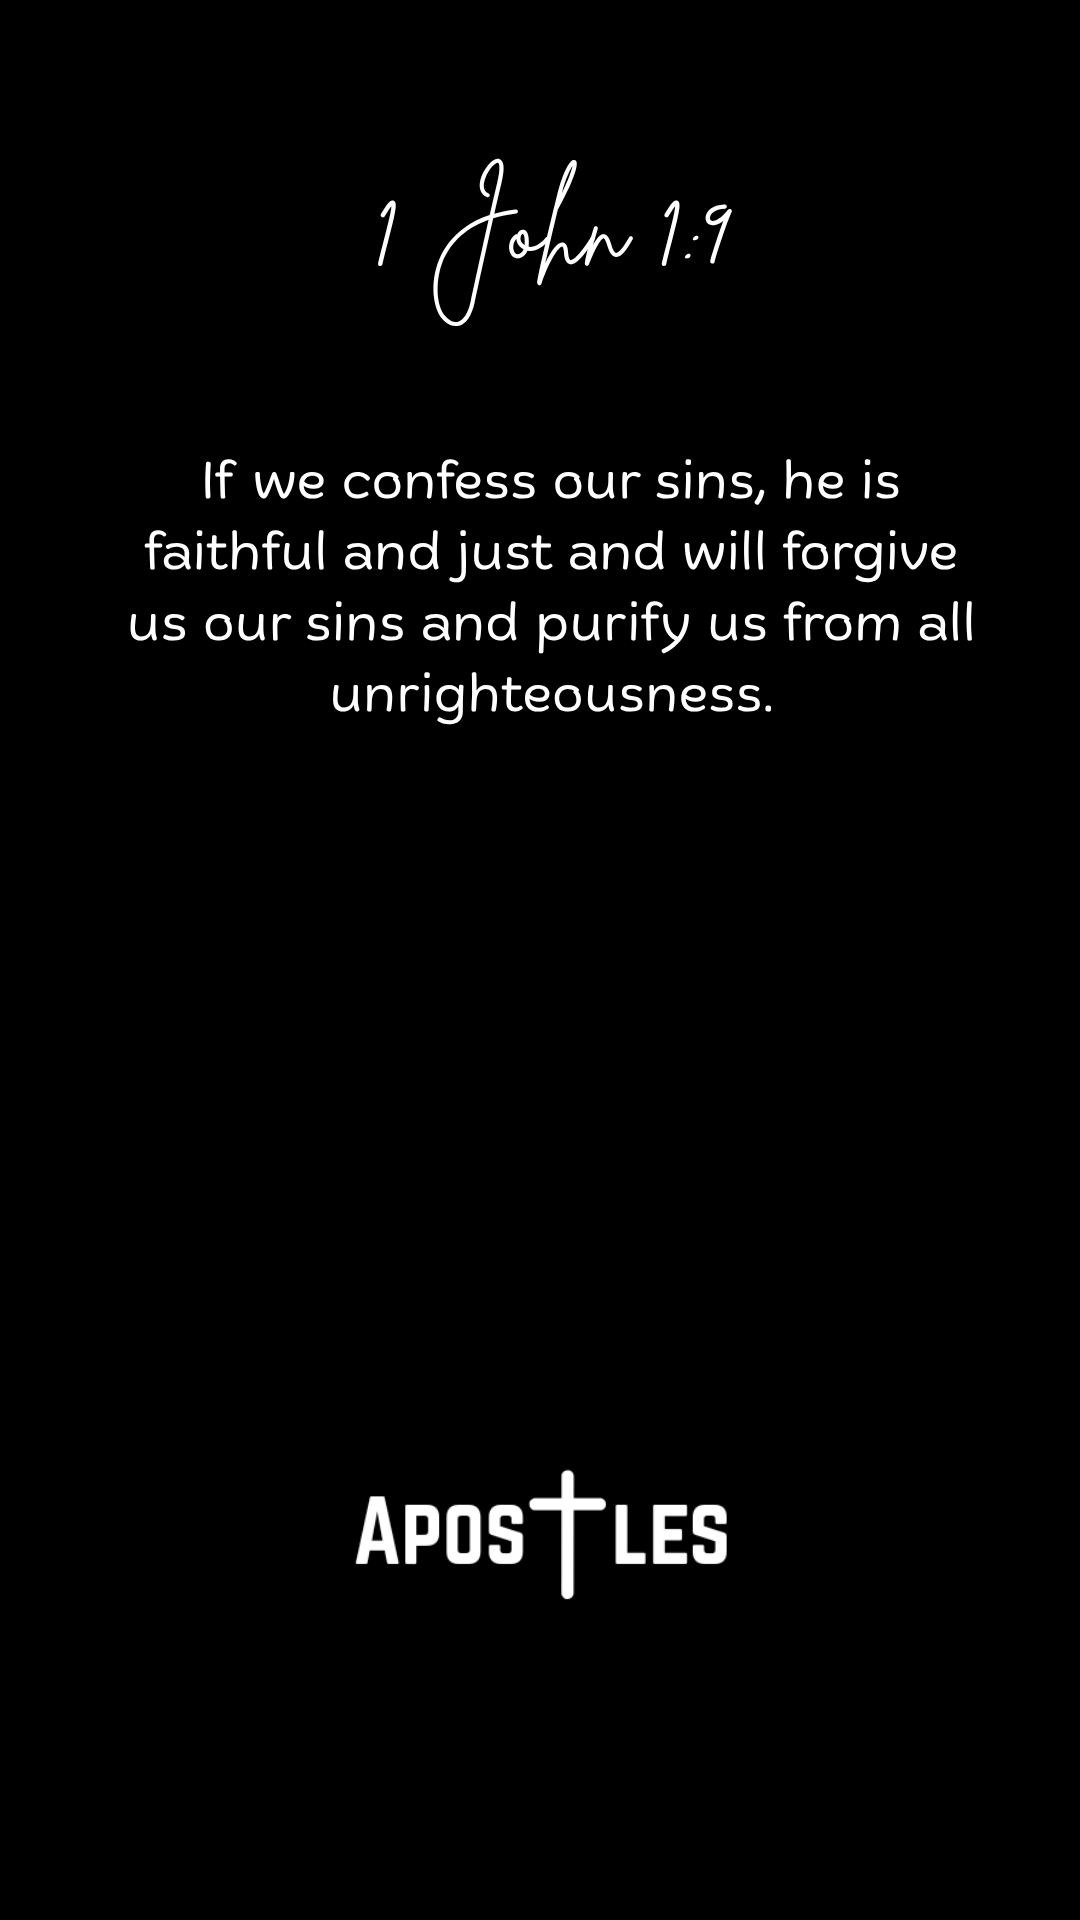 1 John 1:9
If we confess our sins, he is
faithful and just and will forgive
us our sins and purify us from all
unrighteousness.
Apostles